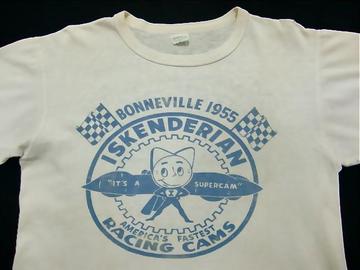 BONNEVILLE 1955
ISKENDERIAN
"IT'S A SUPERCAM"
AMERICA'S FASTEST
RACING CAMS